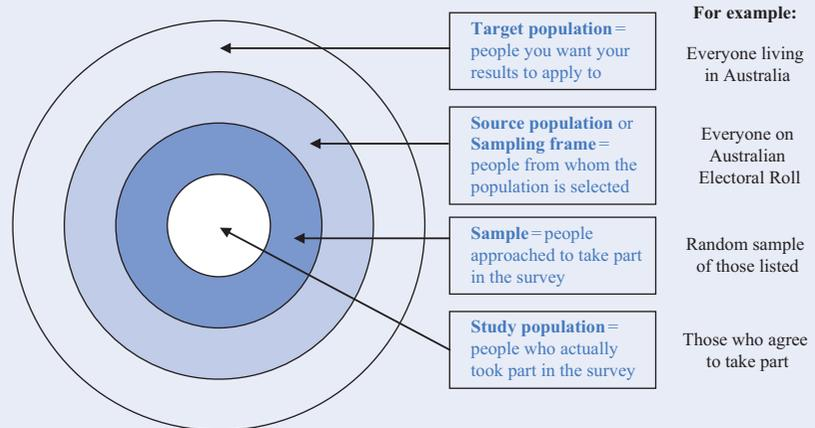 For example:
Target population =
people you want your
results to apply to
Everyone living
in Australia
Source population or
Sampling frame =
people from whom the
population is selected
Everyone on
Australian
Electoral Roll
Sample = people
approached to take part
in the survey
Random sample
of those listed
Study population =
people who actually
took part in the survey
Those who agree
to take part